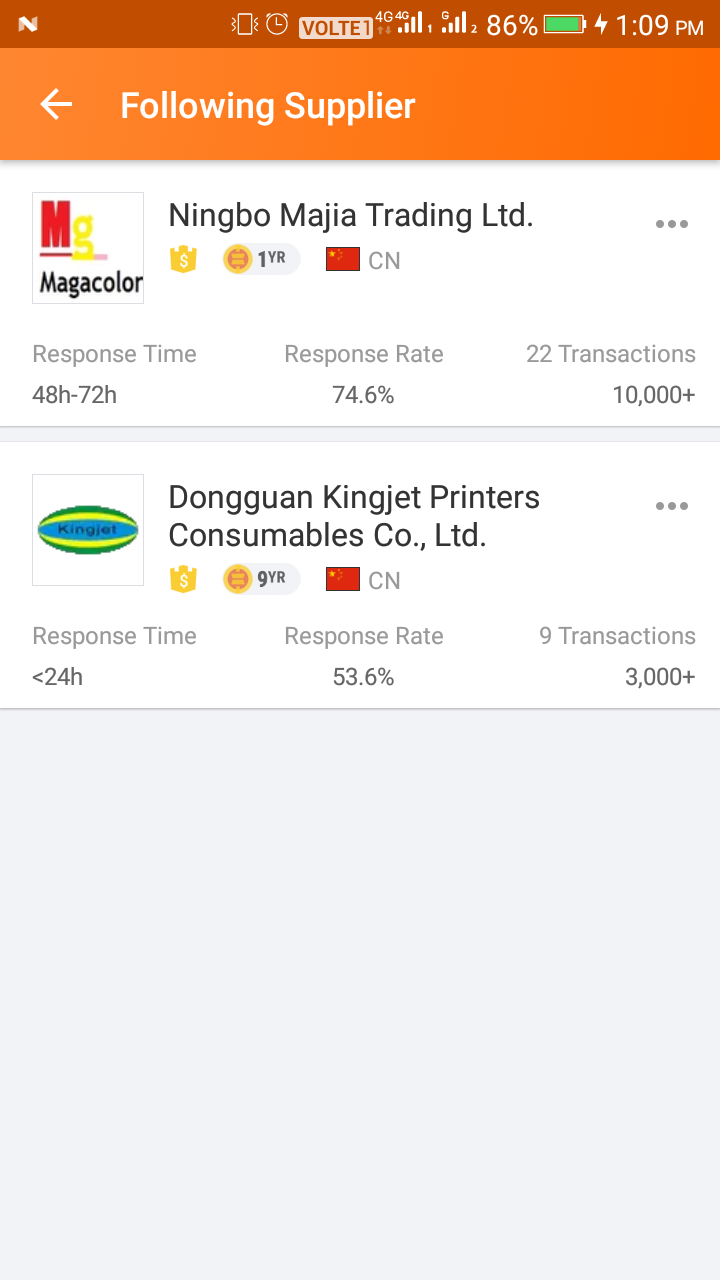 VOLTE1 4G 4G 1 G 2 86% 1:09 PM
Following Supplier
Mg
Magacolor
Ningbo Majia Trading Ltd.
$ 1YR CN
Response Time Response Rate 22 Transactions
48h-72h 74.6% 10,000+
Kingjet
Dongguan Kingjet Printers
Consumables Co., Ltd.
$ 9YR CN
Response Time Response Rate 9 Transactions
<24h 53.6% 3,000+